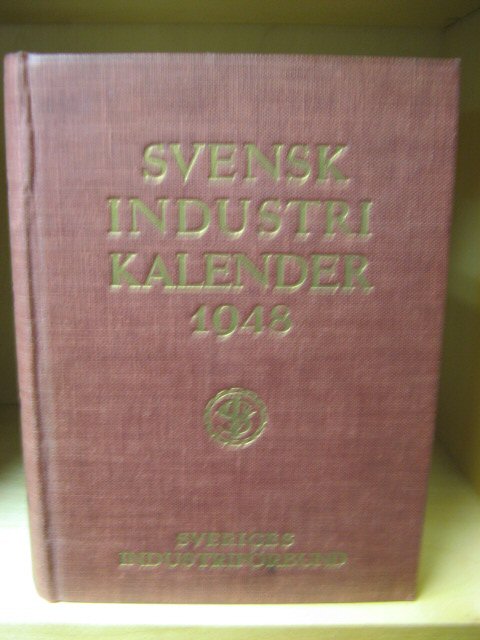 SVENSK
INDUSTRI
KALENDER
1948
SVERIGES
INDUSTRIFÖRBUND